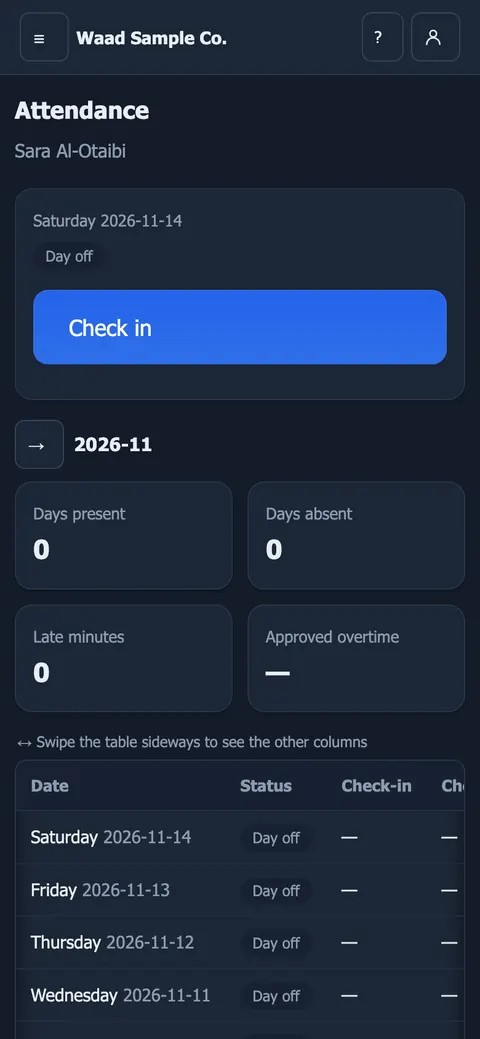 ≡ Waad Sample Co. ?
Attendance
Sara Al-Otaibi
Saturday 2026-11-14
Day off
Check in
→ 2026-11
Days present Days absent
0 0
Late minutes Approved overtime
0 —
↔ Swipe the table sideways to see the other columns
Date Status Check-in
Saturday 2026-11-14 Day off — —
Friday 2026-11-13 Day off — —
Thursday 2026-11-12 Day off — —
Wednesday 2026-11-11 Day off — —